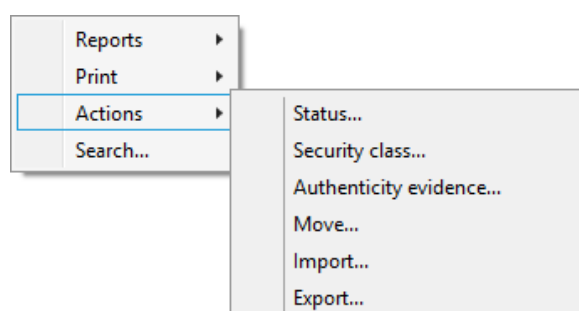 Reports
Print
Actions
Search...
Status...
Security class...
Authenticity evidence...
Move...
Import...
Export...